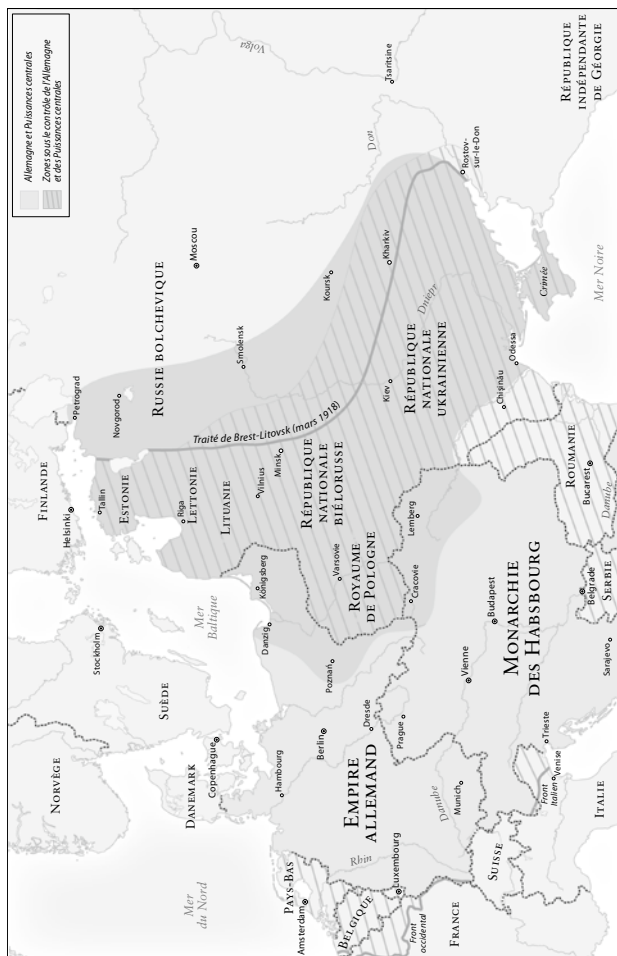 Allemagne et Puissances centrales
Zones sous le contrôle de l'Allemagne
et des Puissances centrales
NORVÈGE
SUÈDE
FINLANDE
Helsinki
Petrograd
Stockholm
Tallin
ESTONIE
Novgorod
RUSSIE BOLCHEVIQUE
Moscou
Volga
Tsaritsine
Don
RÉPUBLIQUE
INDÉPENDANTE
DE GÉORGIE
Mer
du Nord
DANEMARK
Copenhague
Mer
Baltique
Riga
LETTONIE
LITUANIE
Vilnius
Minsk
Traité de Brest-Litovsk (mars 1918)
Smolensk
Koursk
Kharkiv
Rostov-
sur-le-Don
Königsberg
Danzig
Hambourg
Berlin
Poznań
Varsovie
ROYAUME
DE POLOGNE
RÉPUBLIQUE
NATIONALE
BIÉLORUSSE
Kiev
Dniepr
RÉPUBLIQUE
NATIONALE
UKRAINIENNE
PAYS-BAS
Amsterdam
BELGIQUE
Luxembourg
Rhin
EMPIRE
ALLEMAND
Dresde
Prague
Cracovie
Lemberg
Front
occidental
FRANCE
Danube
Munich
Vienne
Budapest
MONARCHIE
DES HABSBOURG
Chișinău
Odessa
Crimée
Mer Noire
SUISSE
Front
Italien
Venise
Trieste
ITALIE
Sarajevo
Belgrade
SERBIE
ROUMANIE
Bucarest
Danube